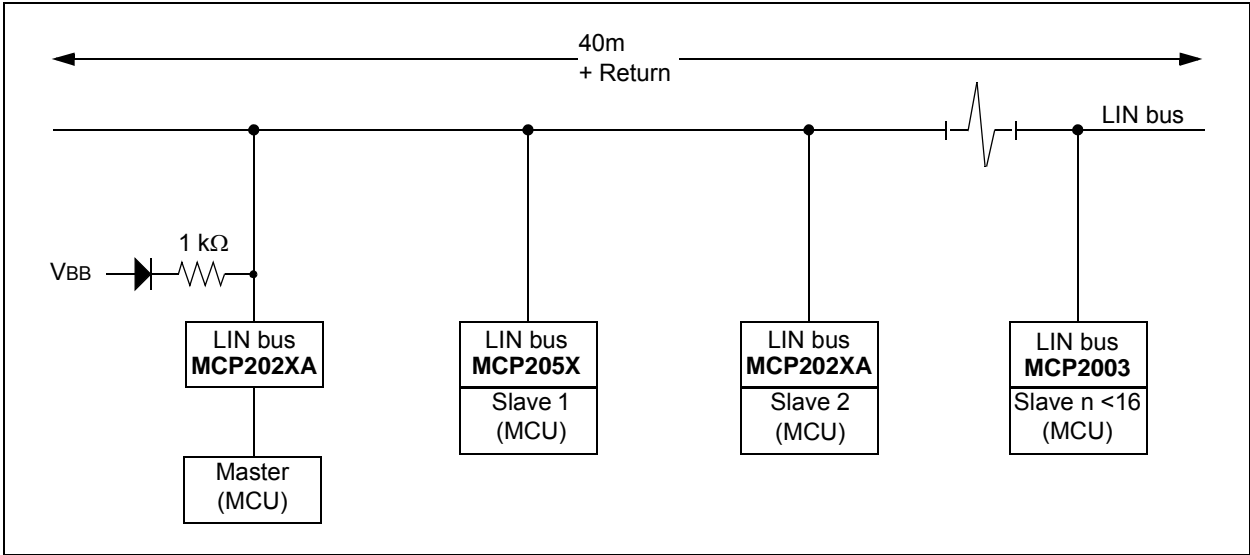 40m
+ Return
LIN bus
1 kΩ
VBB
LIN bus
MCP202XA
Master
(MCU)
LIN bus
MCP205X
Slave 1
(MCU)
LIN bus
MCP202XA
Slave 2
(MCU)
LIN bus
MCP2003
Slave n <16
(MCU)